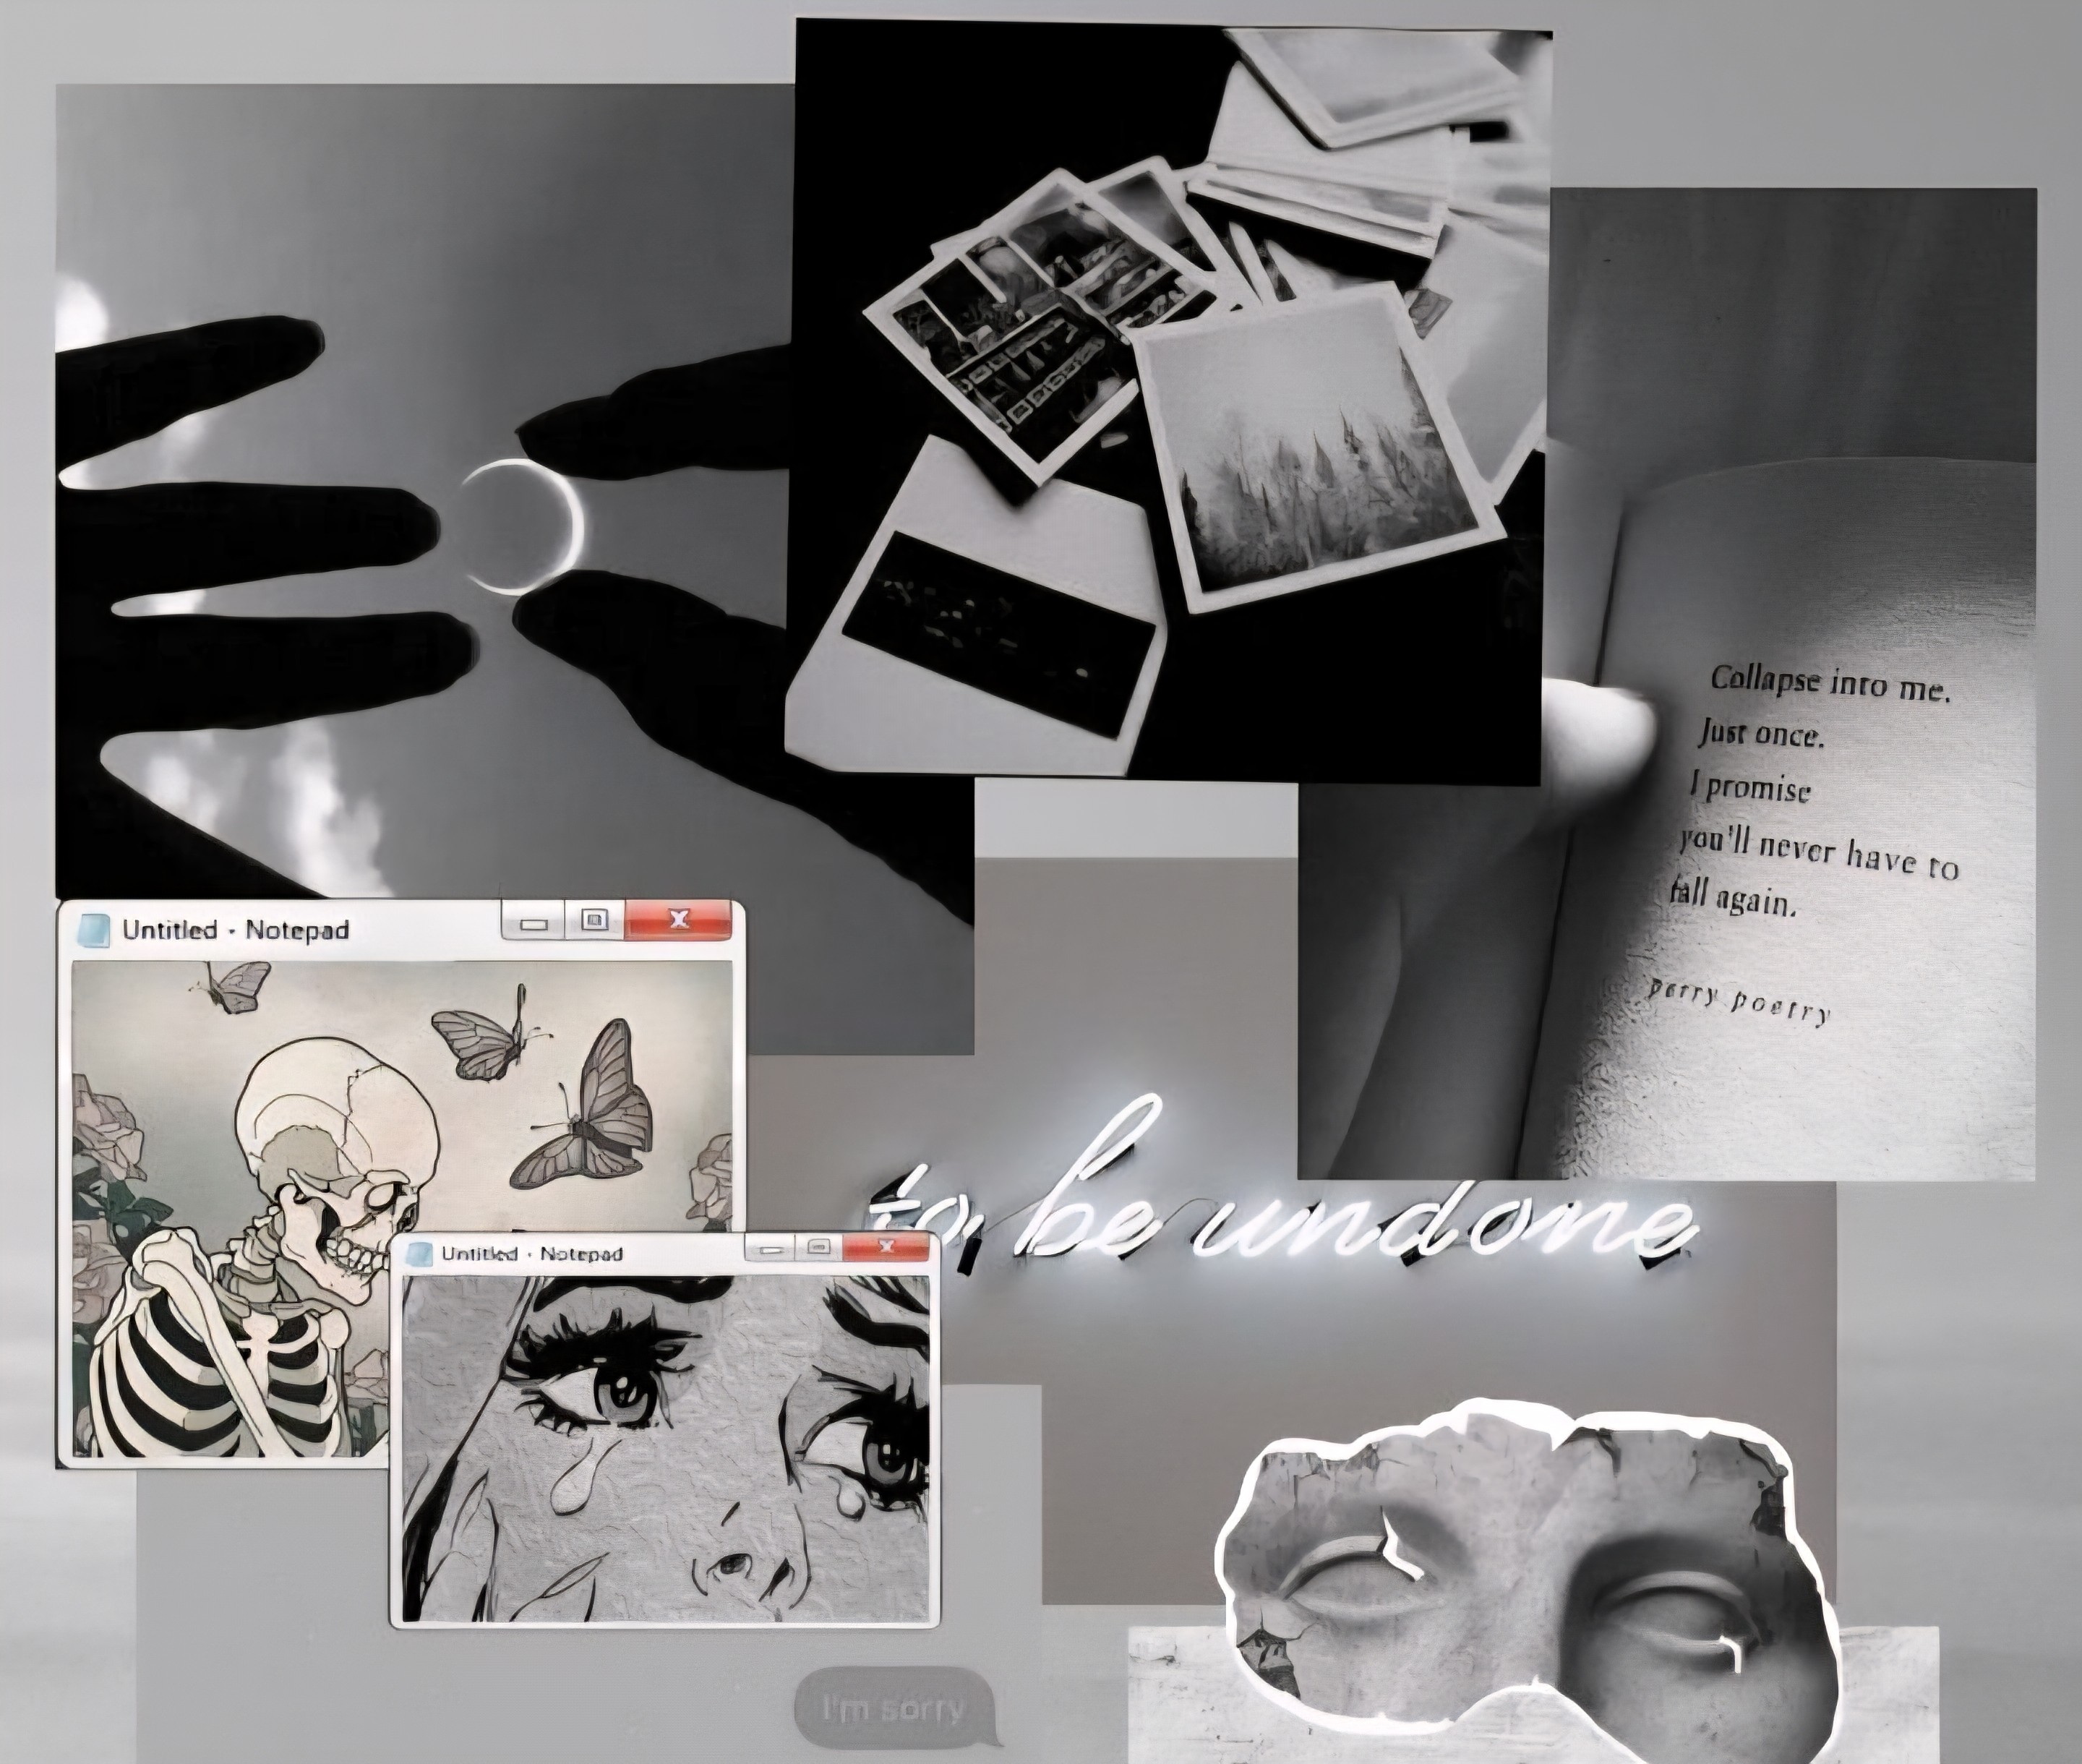 Collapse into me.
Just once.
I promise
you'll never have to
fall again.
perry poetry
Untitled - Notepad
to be undone
Untitled - Notepad
I'm sorry